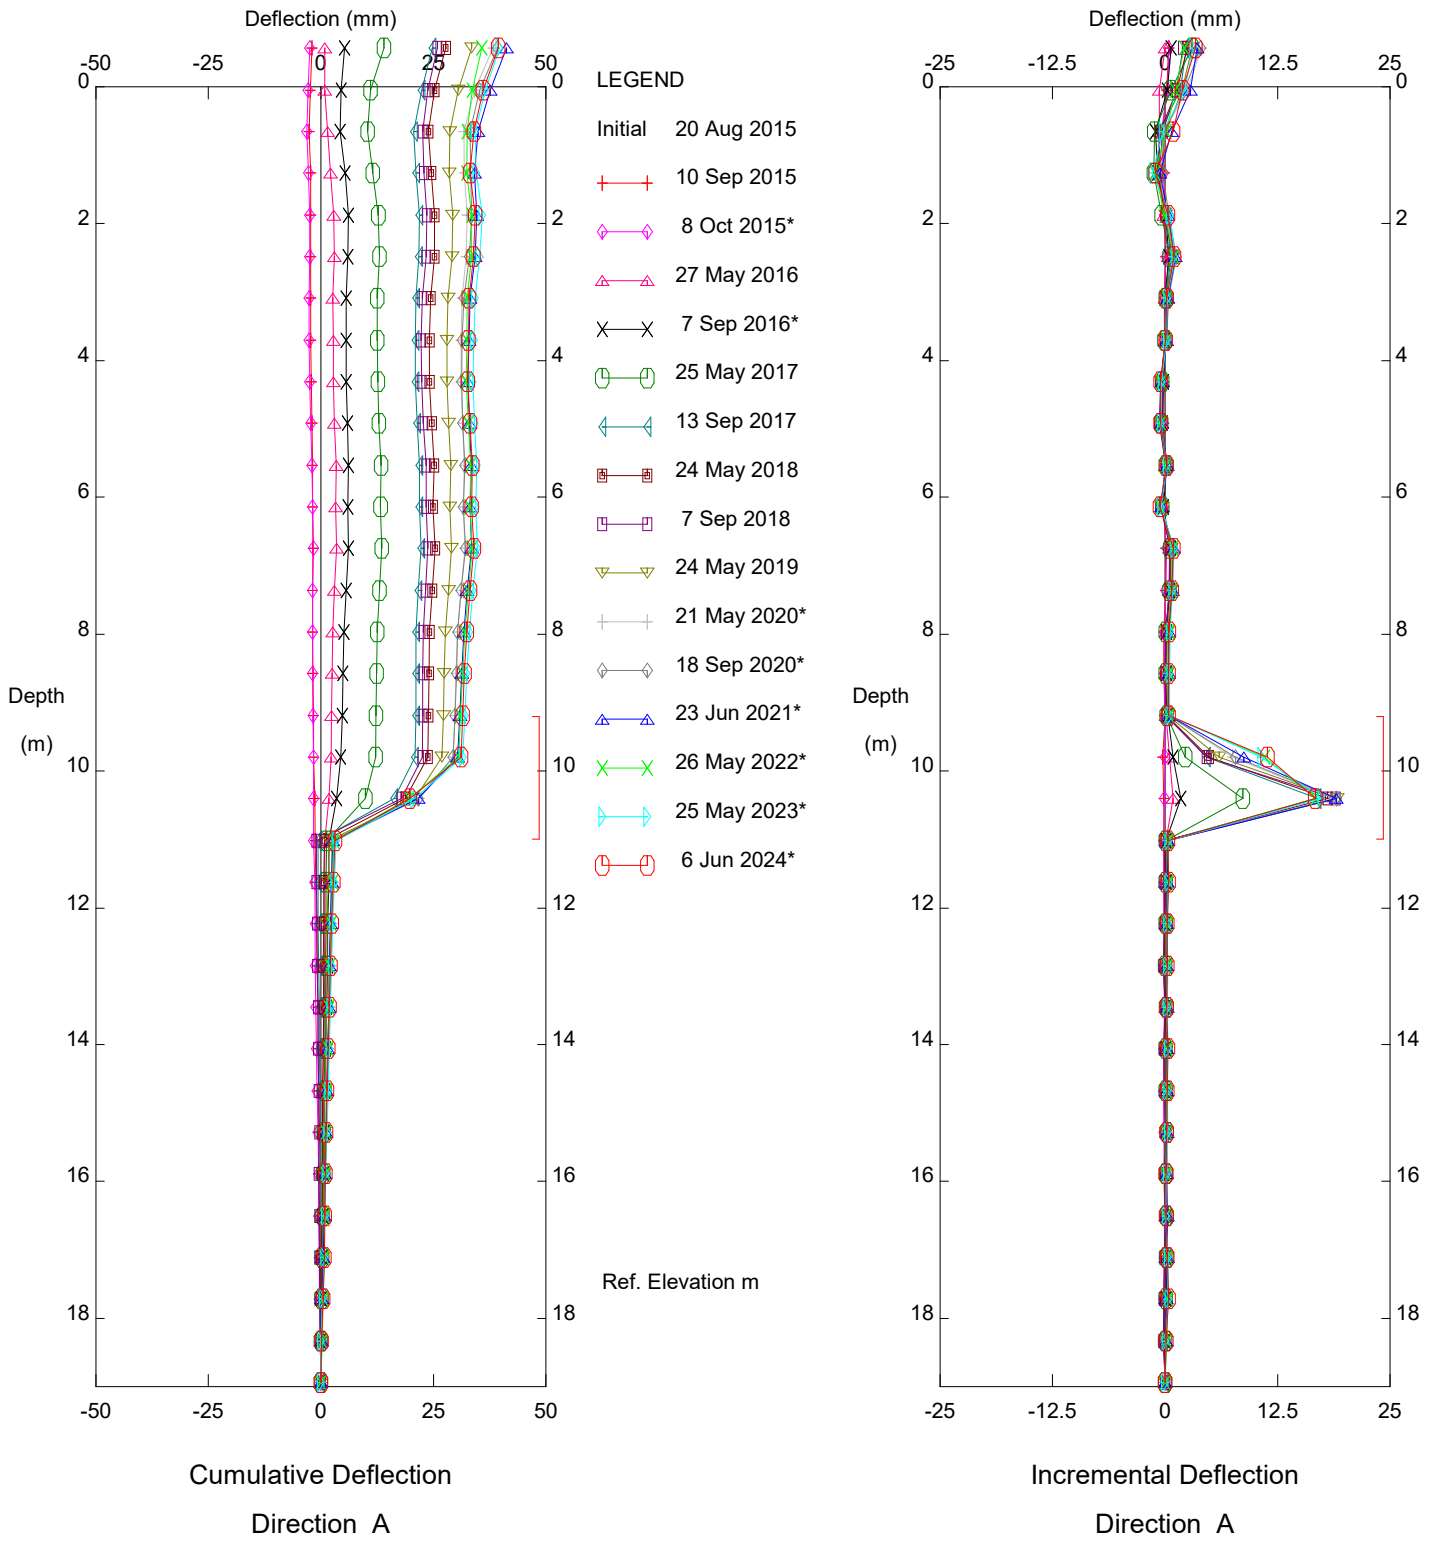 Deflection (mm)
-50 -25 0 25 50
0 0
2 2
4 4
6 6
8 8
Depth
(m)
10 10
12 12
14 14
16 16
18 18
-50 -25 0 25 50
Cumulative Deflection
Direction A
LEGEND
Initial 20 Aug 2015
10 Sep 2015
8 Oct 2015*
27 May 2016
7 Sep 2016*
25 May 2017
13 Sep 2017
24 May 2018
7 Sep 2018
24 May 2019
21 May 2020*
18 Sep 2020*
23 Jun 2021*
26 May 2022*
25 May 2023*
6 Jun 2024*
Ref. Elevation m
Deflection (mm)
-25 -12.5 0 12.5 25
0 0
2 2
4 4
6 6
8 8
Depth
(m)
10 10
12 12
14 14
16 16
18 18
-25 -12.5 0 12.5 25
Incremental Deflection
Direction A